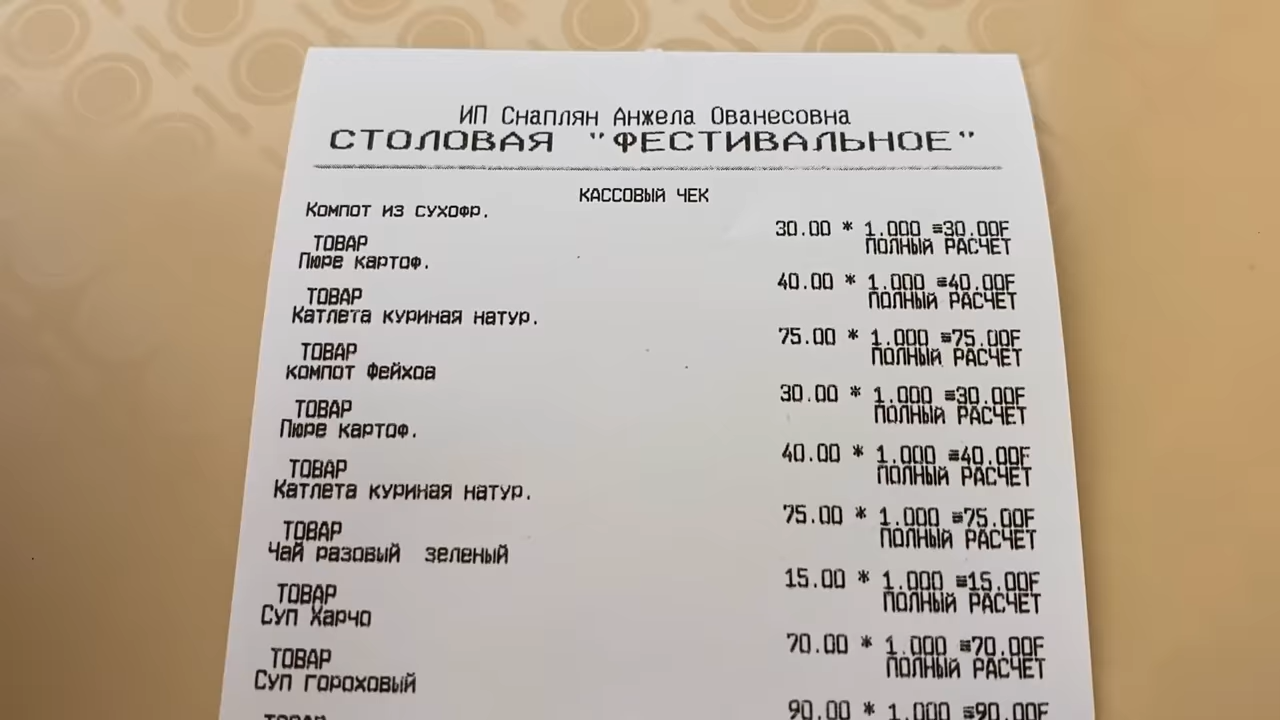 ИП Снаплян Анжела Ованесовна
СТОЛОВАЯ "ФЕСТИВАЛЬНОЕ"
КАССОВЫЙ ЧЕК
Компот из сухофр.
30.00 * 1.000 =30.00F
ТОВАР ПОЛНЫЙ РАСЧЕТ
Пюре картоф.
40.00 * 1.000 =40.00F
ТОВАР ПОЛНЫЙ РАСЧЕТ
Катлета куриная натур.
75.00 * 1.000 =75.00F
ТОВАР ПОЛНЫЙ РАСЧЕТ
компот Фейхоа
30.00 * 1.000 =30.00F
ТОВАР ПОЛНЫЙ РАСЧЕТ
Пюре картоф.
40.00 * 1.000 =40.00F
ТОВАР ПОЛНЫЙ РАСЧЕТ
Катлета куриная натур.
75.00 * 1.000 =75.00F
ТОВАР ПОЛНЫЙ РАСЧЕТ
Чай разовый зеленый
15.00 * 1.000 =15.00F
ТОВАР ПОЛНЫЙ РАСЧЕТ
Суп Харчо
70.00 * 1.000 =70.00F
ТОВАР ПОЛНЫЙ РАСЧЕТ
Суп гороховый
90.00 * 1.000 =90.00F
ТОВАР